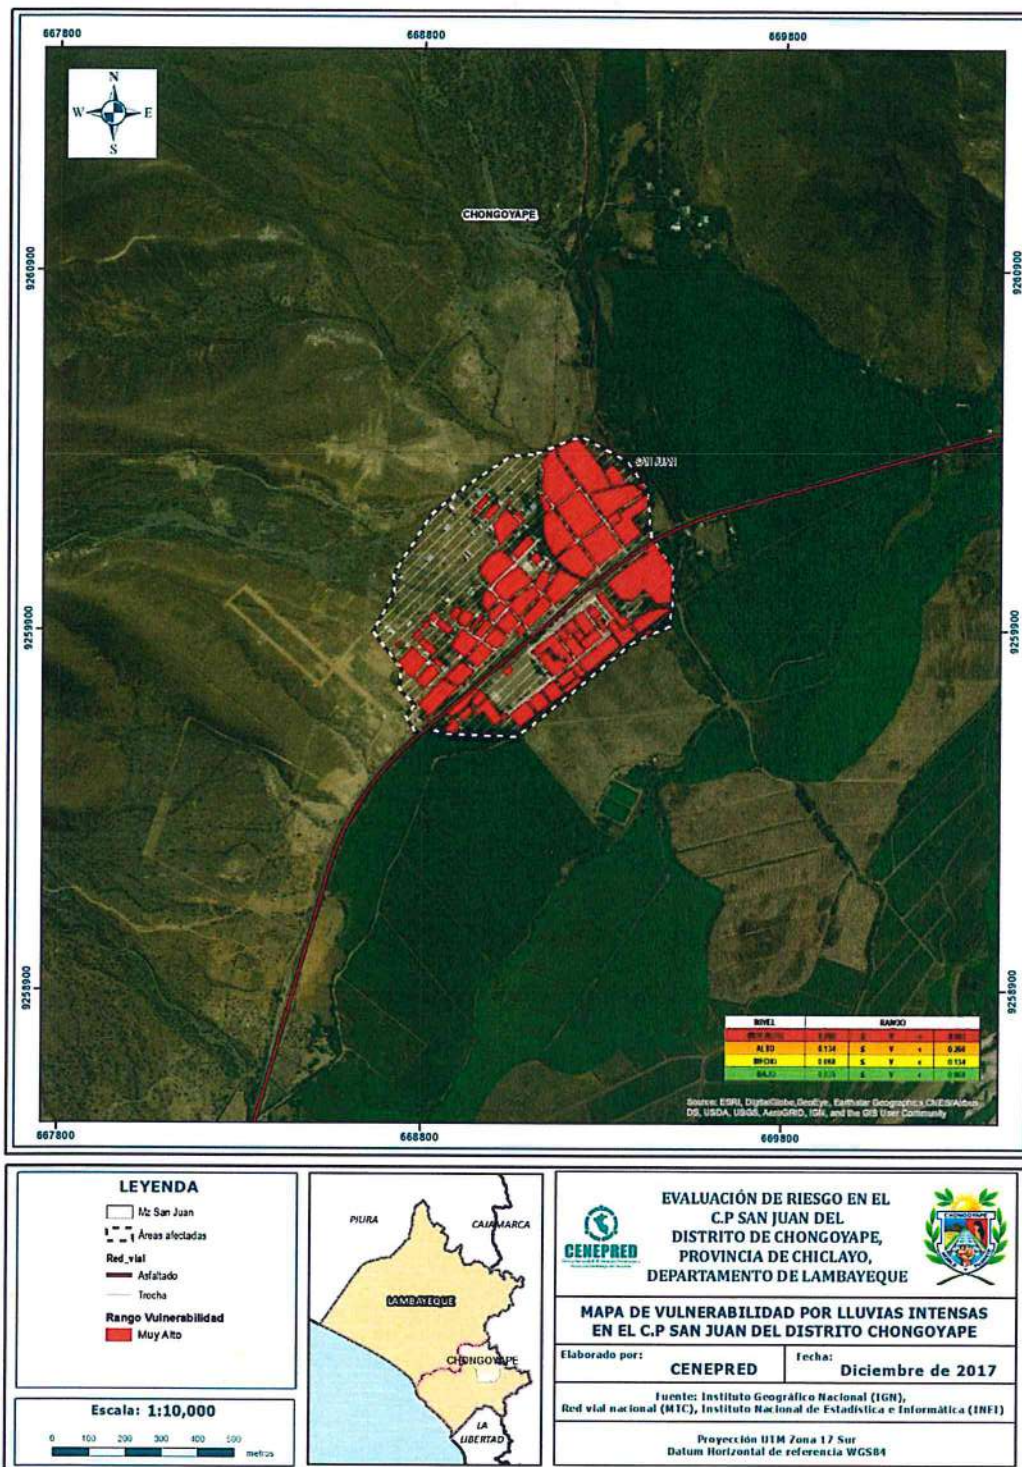 667800 668800 669800
N
W E
S
CHONGOYAPE
9260900 9260900
SAN JUAN
9259900 9259900
9258900 9258900
NIVEL RANGO
ALTO 0.134 ≤ V < 0.260
MEDIO 0.068 ≤ V < 0.134
BAJO ≤ V <
Source: ESRI, DigitalGlobe, GeoEye, Earthstar Geographics, CNES/Airbus
DS, USDA, USGS, AeroGRID, IGN, and the GIS User Community
667800 668800 669800
LEYENDA
Mz San Juan
Áreas afectadas
Red_vial
Asfaltado
Trocha
Rango Vulnerabilidad
Muy Alto
Escala: 1:10,000
0 100 200 300 400 500
metros
PIURA
CAJAMARCA
LAMBAYEQUE
CHONGOYAPE
LA
LIBERTAD
CENEPRED
EVALUACIÓN DE RIESGO EN EL
C.P SAN JUAN DEL
DISTRITO DE CHONGOYAPE,
PROVINCIA DE CHICLAYO,
DEPARTAMENTO DE LAMBAYEQUE
CHONGOYAPE
MAPA DE VULNERABILIDAD POR LLUVIAS INTENSAS
EN EL C.P SAN JUAN DEL DISTRITO CHONGOYAPE
Elaborado por:
CENEPRED
Fecha:
Diciembre de 2017
Fuente: Instituto Geográfico Nacional (IGN),
Red vial nacional (MTC), Instituto Nacional de Estadística e Informática (INEI)
Proyección UTM Zona 17 Sur
Datum Horizontal de referencia WGS84